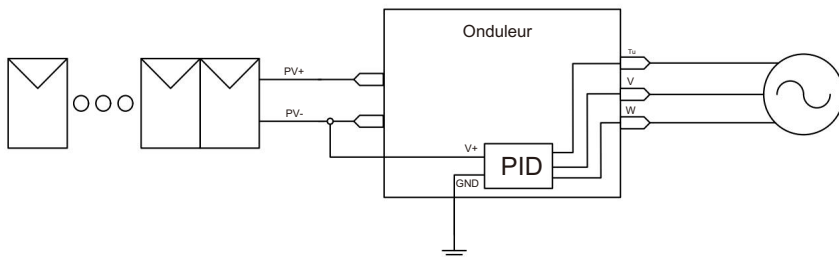 Onduleur
Tu
PV+
V
PV-
W
V+
PID
GND